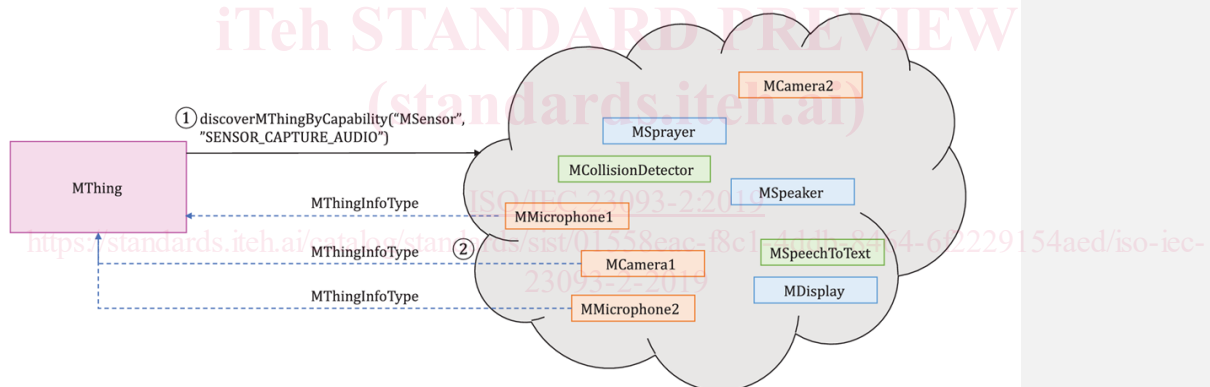 iTeh STANDARD PREVIEW
(standards.iteh.ai)
MCamera2
① discoverMThingByCapability(“MSensor”,
”SENSOR_CAPTURE_AUDIO”)
MSprayer
MCollisionDetector
MThing
MSpeaker
ISO/IEC 23093-2:2019
MThingInfoType
MMicrophone1
https://standards.iteh.ai/catalog/standards/sist/01558eac-f8c1-4ddb-8464-6f2229154aed/iso-iec-
23093-2-2019
MThingInfoType
②
MCamera1
MSpeechToText
MThingInfoType
MMicrophone2
MDisplay